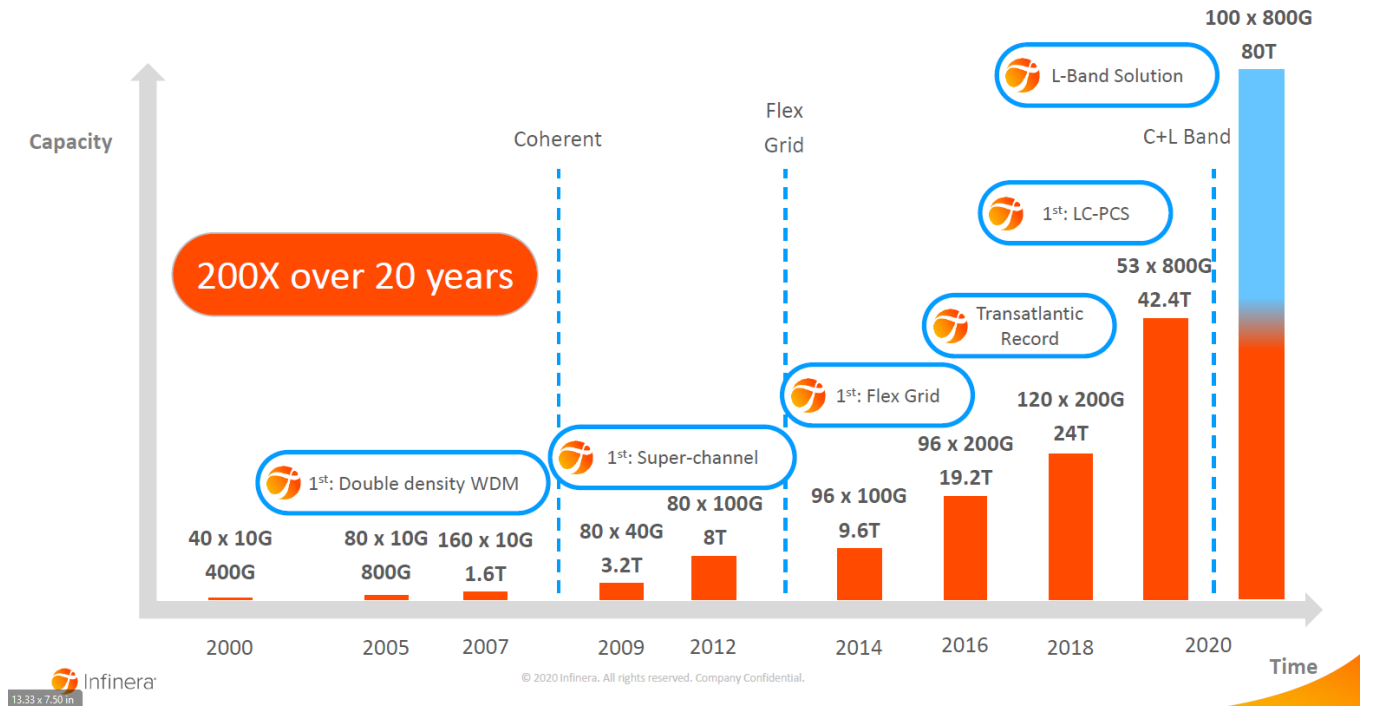 100 x 800G
80T
L-Band Solution
Capacity
Coherent
Flex
Grid
C+L Band
1st: LC-PCS
200X over 20 years
53 x 800G
42.4T
Transatlantic
Record
1st: Flex Grid
120 x 200G
24T
96 x 200G
19.2T
1st: Super-channel
1st: Double density WDM
80 x 100G
8T
96 x 100G
9.6T
40 x 10G
400G
80 x 10G
800G
160 x 10G
1.6T
80 x 40G
3.2T
2000
2005
2007
2009
2012
2014
2016
2018
2020
Time
Infinera
© 2020 Infinera. All rights reserved. Company Confidential.
13.33 x 7.50 in